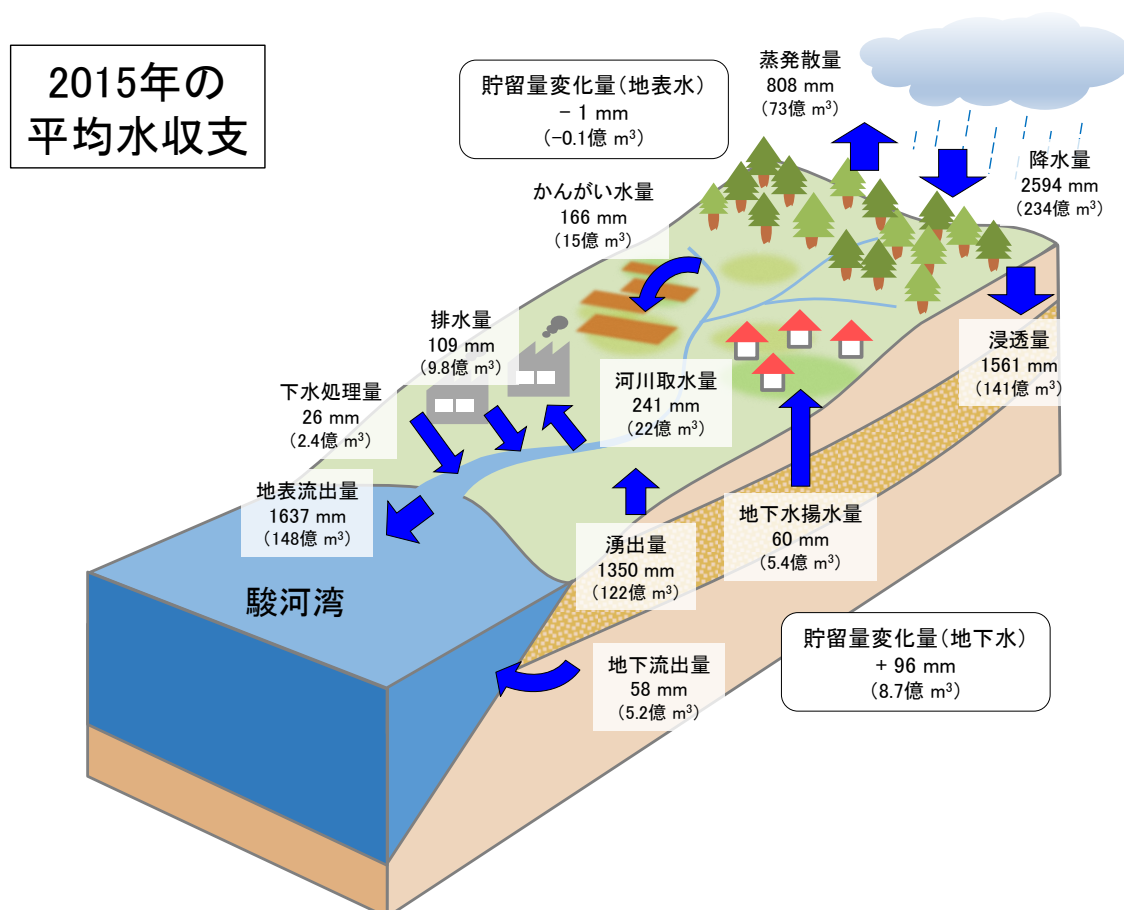 2015年の
平均水収支
貯留量変化量（地表水）
− 1 mm
（−0.1億 m³）
蒸発散量
808 mm
（73億 m³）
降水量
2594 mm
（234億 m³）
かんがい水量
166 mm
（15億 m³）
排水量
109 mm
（9.8億 m³）
下水処理量
26 mm
（2.4億 m³）
河川取水量
241 mm
（22億 m³）
浸透量
1561 mm
（141億 m³）
地表流出量
1637 mm
（148億 m³）
湧出量
1350 mm
（122億 m³）
地下水揚水量
60 mm
（5.4億 m³）
駿河湾
地下流出量
58 mm
（5.2億 m³）
貯留量変化量（地下水）
+ 96 mm
（8.7億 m³）